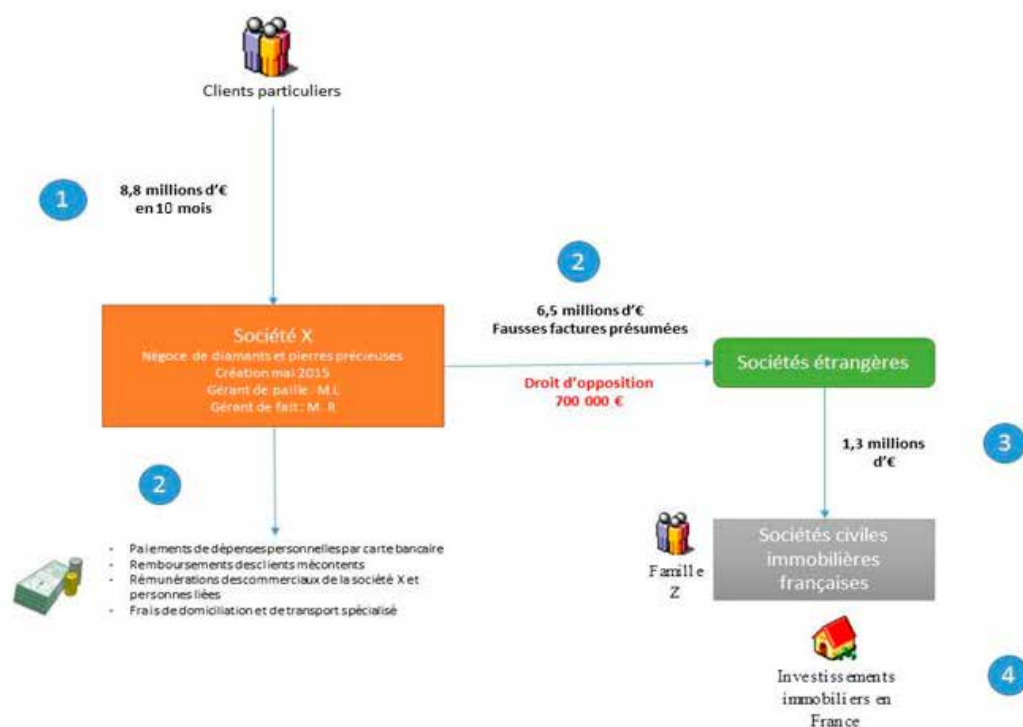 Clients particuliers
1
8,8 millions d'€
en 10 mois
2
6,5 millions d'€
Fausses factures présumées
Société X
Négoce de diamants et pierres précieuses
Création mai 2015
Gérant de paille : M.L
Gérant de fait : M. R
Droit d'opposition
700 000 €
Sociétés étrangères
2
1,3 millions
d'€
3
- Paiements de dépenses personnelles par carte bancaire
- Remboursements des clients mécontents
- Rémunérations des commerciaux de la société X et
personnes liées
- Frais de domiciliation et de transport spécialisé
Famille
Z
Sociétés civiles
immobilières
françaises
4
Investissements
immobiliers en
France